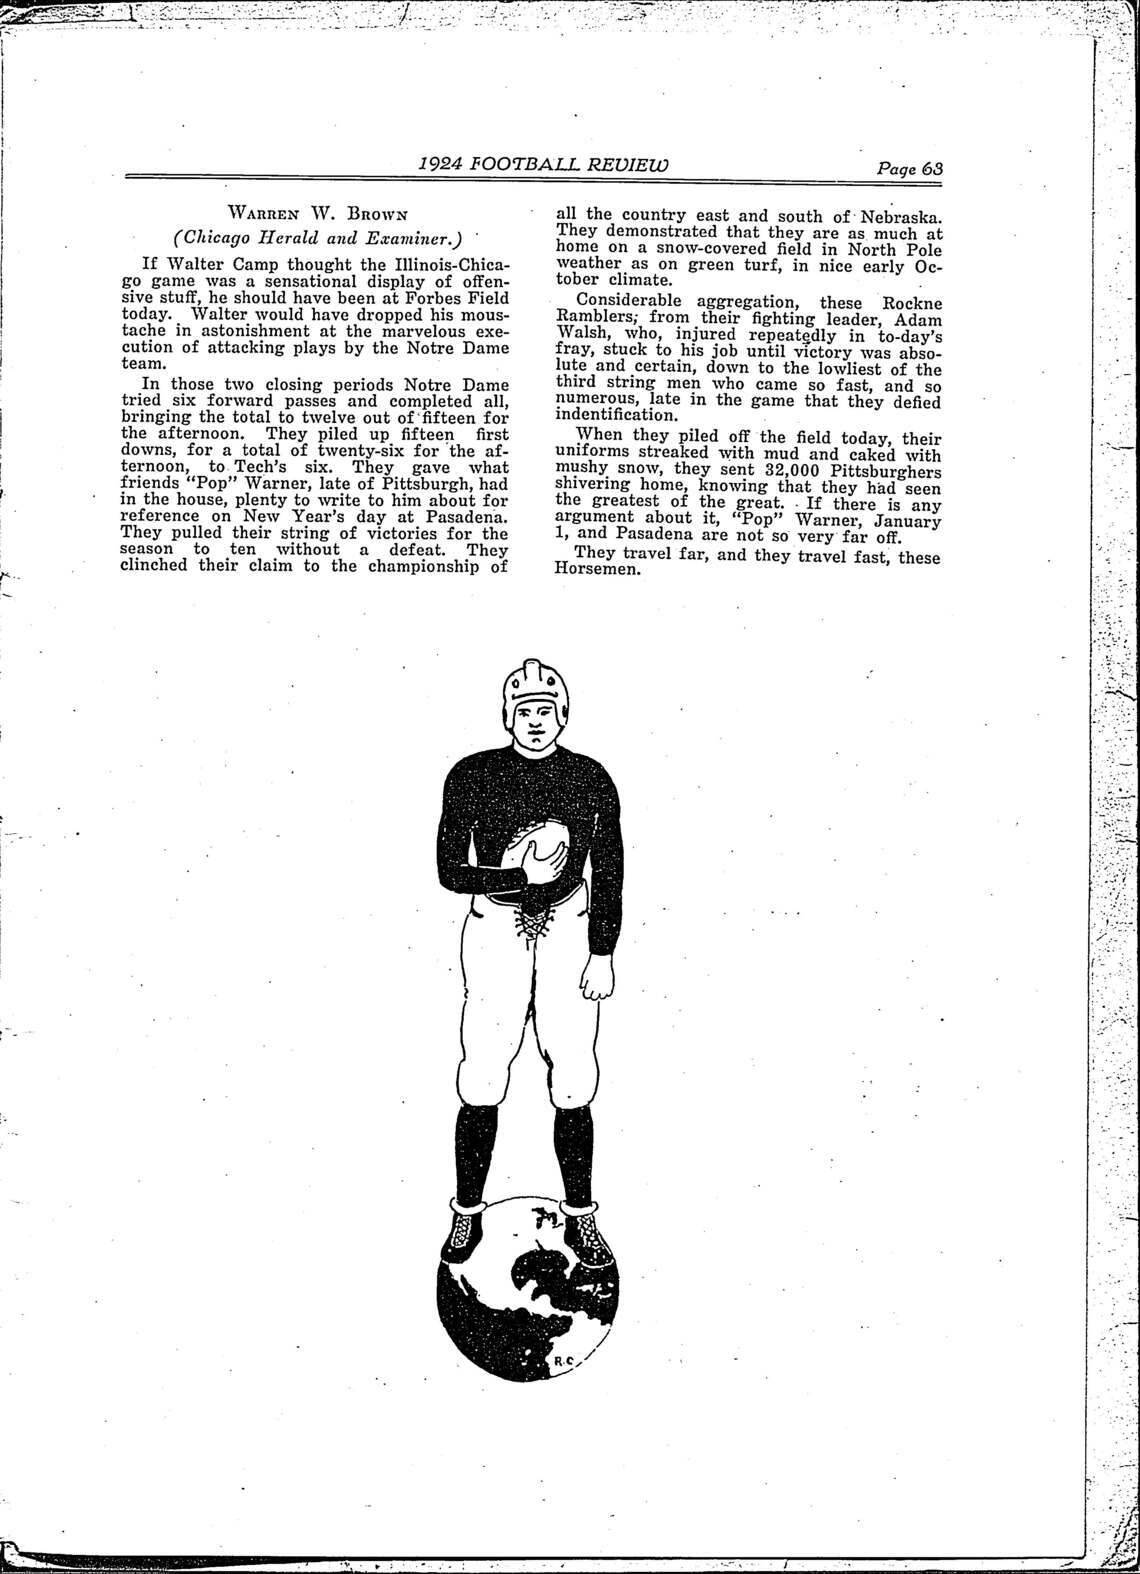 1924 FOOTBALL REVIEW
Page 63
WARREN W. BROWN
(Chicago Herald and Examiner.)
If Walter Camp thought the Illinois-Chica-
go game was a sensational display of offen-
sive stuff, he should have been at Forbes Field
today. Walter would have dropped his mous-
tache in astonishment at the marvelous exe-
cution of attacking plays by the Notre Dame
team.
In those two closing periods Notre Dame
tried six forward passes and completed all,
bringing the total to twelve out of fifteen for
the afternoon. They piled up fifteen first
downs, for a total of twenty-six for the af-
ternoon, to Tech's six. They gave what
friends "Pop" Warner, late of Pittsburgh, had
in the house, plenty to write to him about for
reference on New Year's day at Pasadena.
They pulled their string of victories for the
season to ten without a defeat. They
clinched their claim to the championship of
all the country east and south of Nebraska.
They demonstrated that they are as much at
home on a snow-covered field in North Pole
weather as on green turf, in nice early Oc-
tober climate.
Considerable aggregation, these Rockne
Ramblers; from their fighting leader, Adam
Walsh, who, injured repeatedly in to-day's
fray, stuck to his job until victory was abso-
lute and certain, down to the lowliest of the
third string men who came so fast, and so
numerous, late in the game that they defied
indentification.
When they piled off the field today, their
uniforms streaked with mud and caked with
mushy snow, they sent 32,000 Pittsburghers
shivering home, knowing that they had seen
the greatest of the great. If there is any
argument about it, "Pop" Warner, January
1, and Pasadena are not so very far off.
They travel far, and they travel fast, these
Horsemen.
R.C